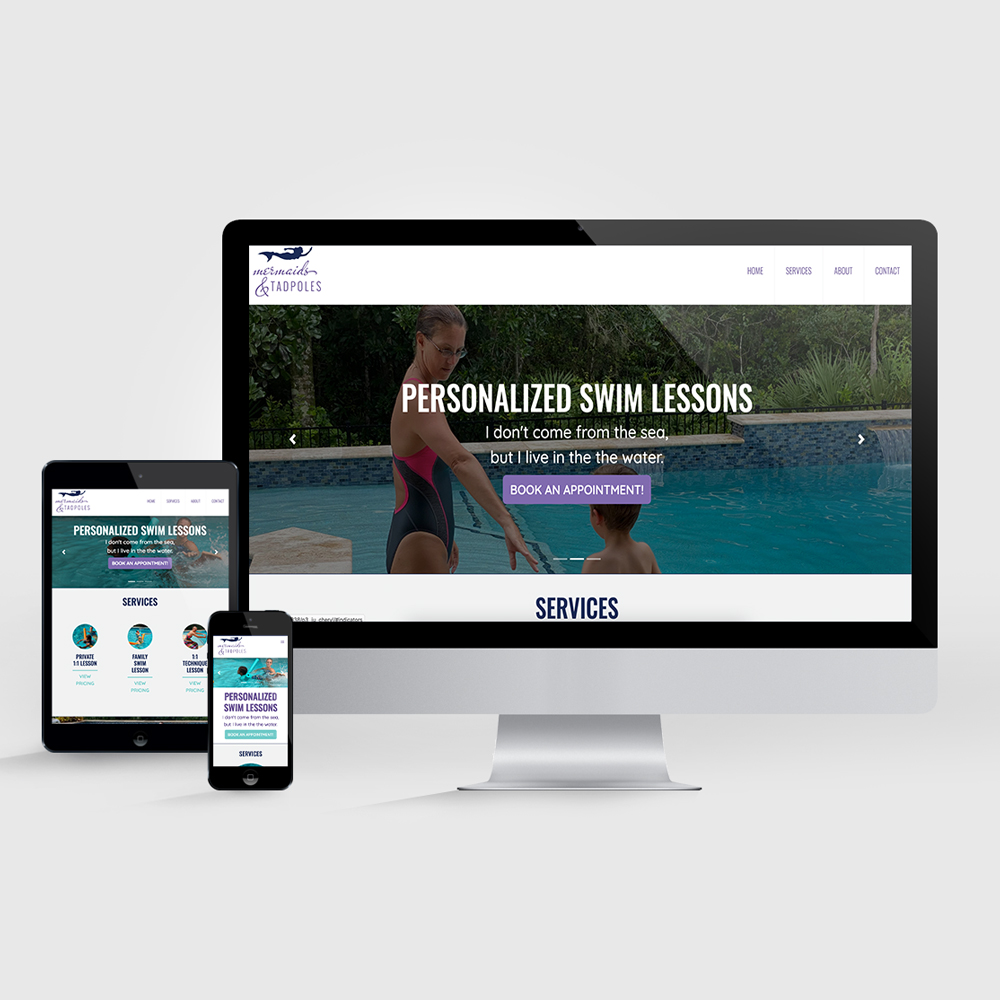 mermaids
& TADPOLES
HOME SERVICES ABOUT CONTACT
PERSONALIZED SWIM LESSONS
I don't come from the sea,
but I live in the the water.
BOOK AN APPOINTMENT!
SERVICES
mermaids
& TADPOLES
HOME SERVICES ABOUT CONTACT
PERSONALIZED SWIM LESSONS
I don't come from the sea,
but I live in the the water.
BOOK AN APPOINTMENT!
SERVICES
PRIVATE
1:1 LESSON
VIEW
PRICING
FAMILY
SWIM
LESSON
VIEW
PRICING
1:1
TECHNIQUE
LESSON
VIEW
PRICING
mermaids
& TADPOLES
PERSONALIZED
SWIM LESSONS
I don't come from the sea,
but I live in the the water.
BOOK AN APPOINTMENT!
SERVICES